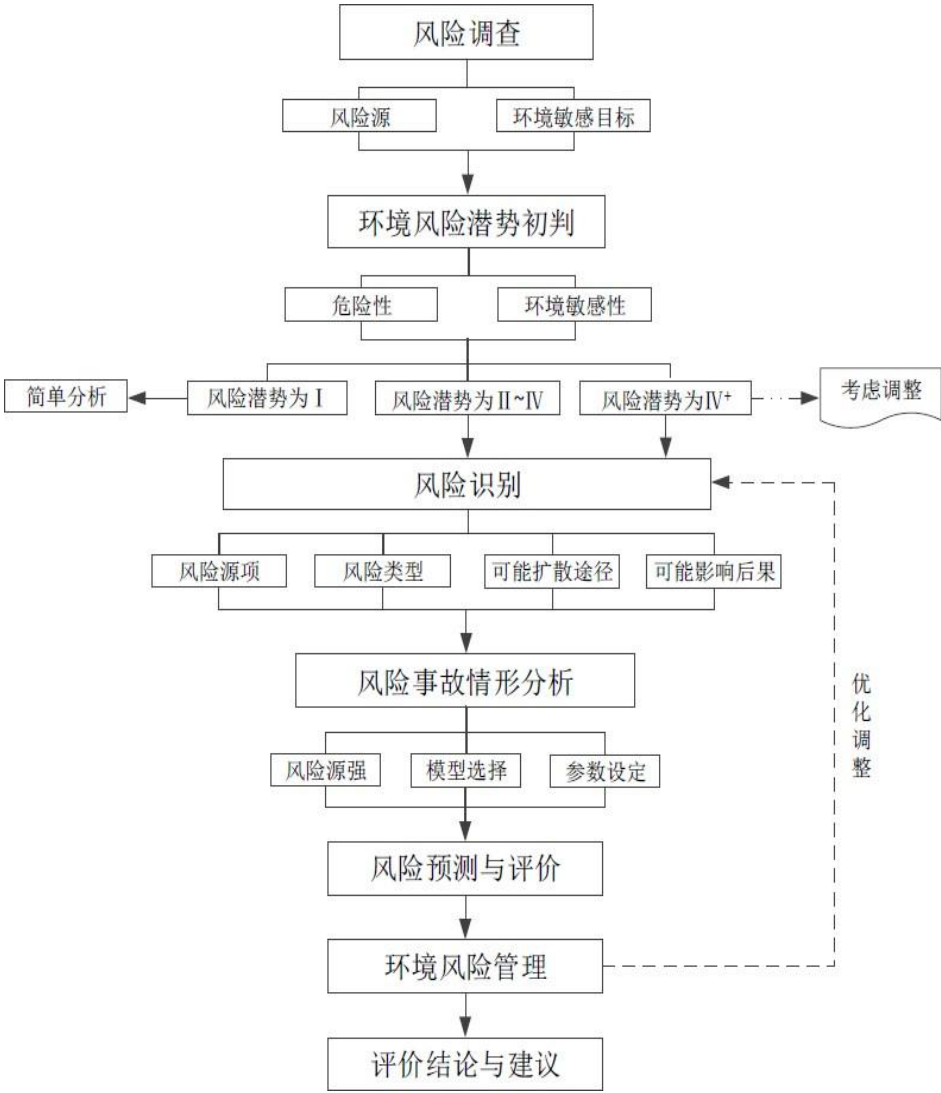 风险调查
风险源
环境敏感目标
环境风险潜势初判
危险性
环境敏感性
简单分析
风险潜势为Ⅰ
风险潜势为Ⅱ~Ⅳ
风险潜势为Ⅳ+
考虑调整
风险识别
风险源项
风险类型
可能扩散途径
可能影响后果
风险事故情形分析
风险源强
模型选择
参数设定
优化调整
风险预测与评价
环境风险管理
评价结论与建议